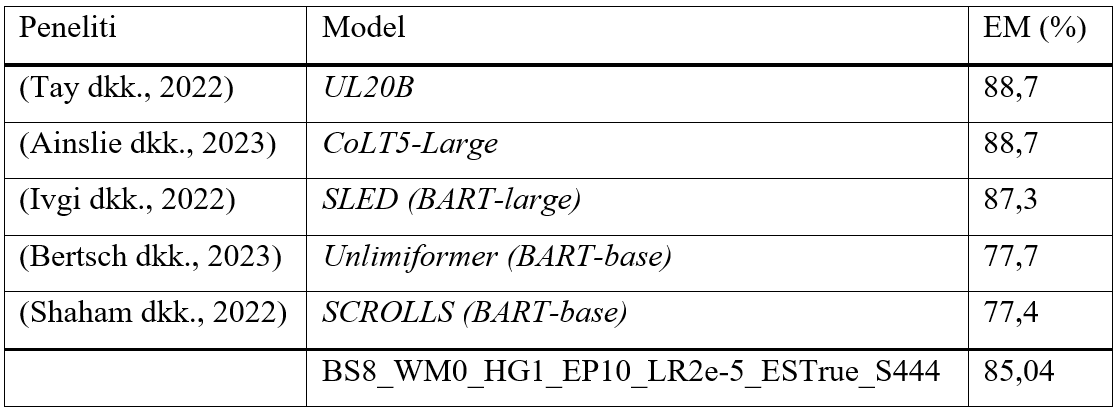 Peneliti Model EM (%)
(Tay dkk., 2022) UL20B 88,7
(Ainslie dkk., 2023) CoLT5-Large 88,7
(Ivgi dkk., 2022) SLED (BART-large) 87,3
(Bertsch dkk., 2023) Unlimiformer (BART-base) 77,7
(Shaham dkk., 2022) SCROLLS (BART-base) 77,4
BS8_WM0_HG1_EP10_LR2e-5_ESTrue_S444 85,04